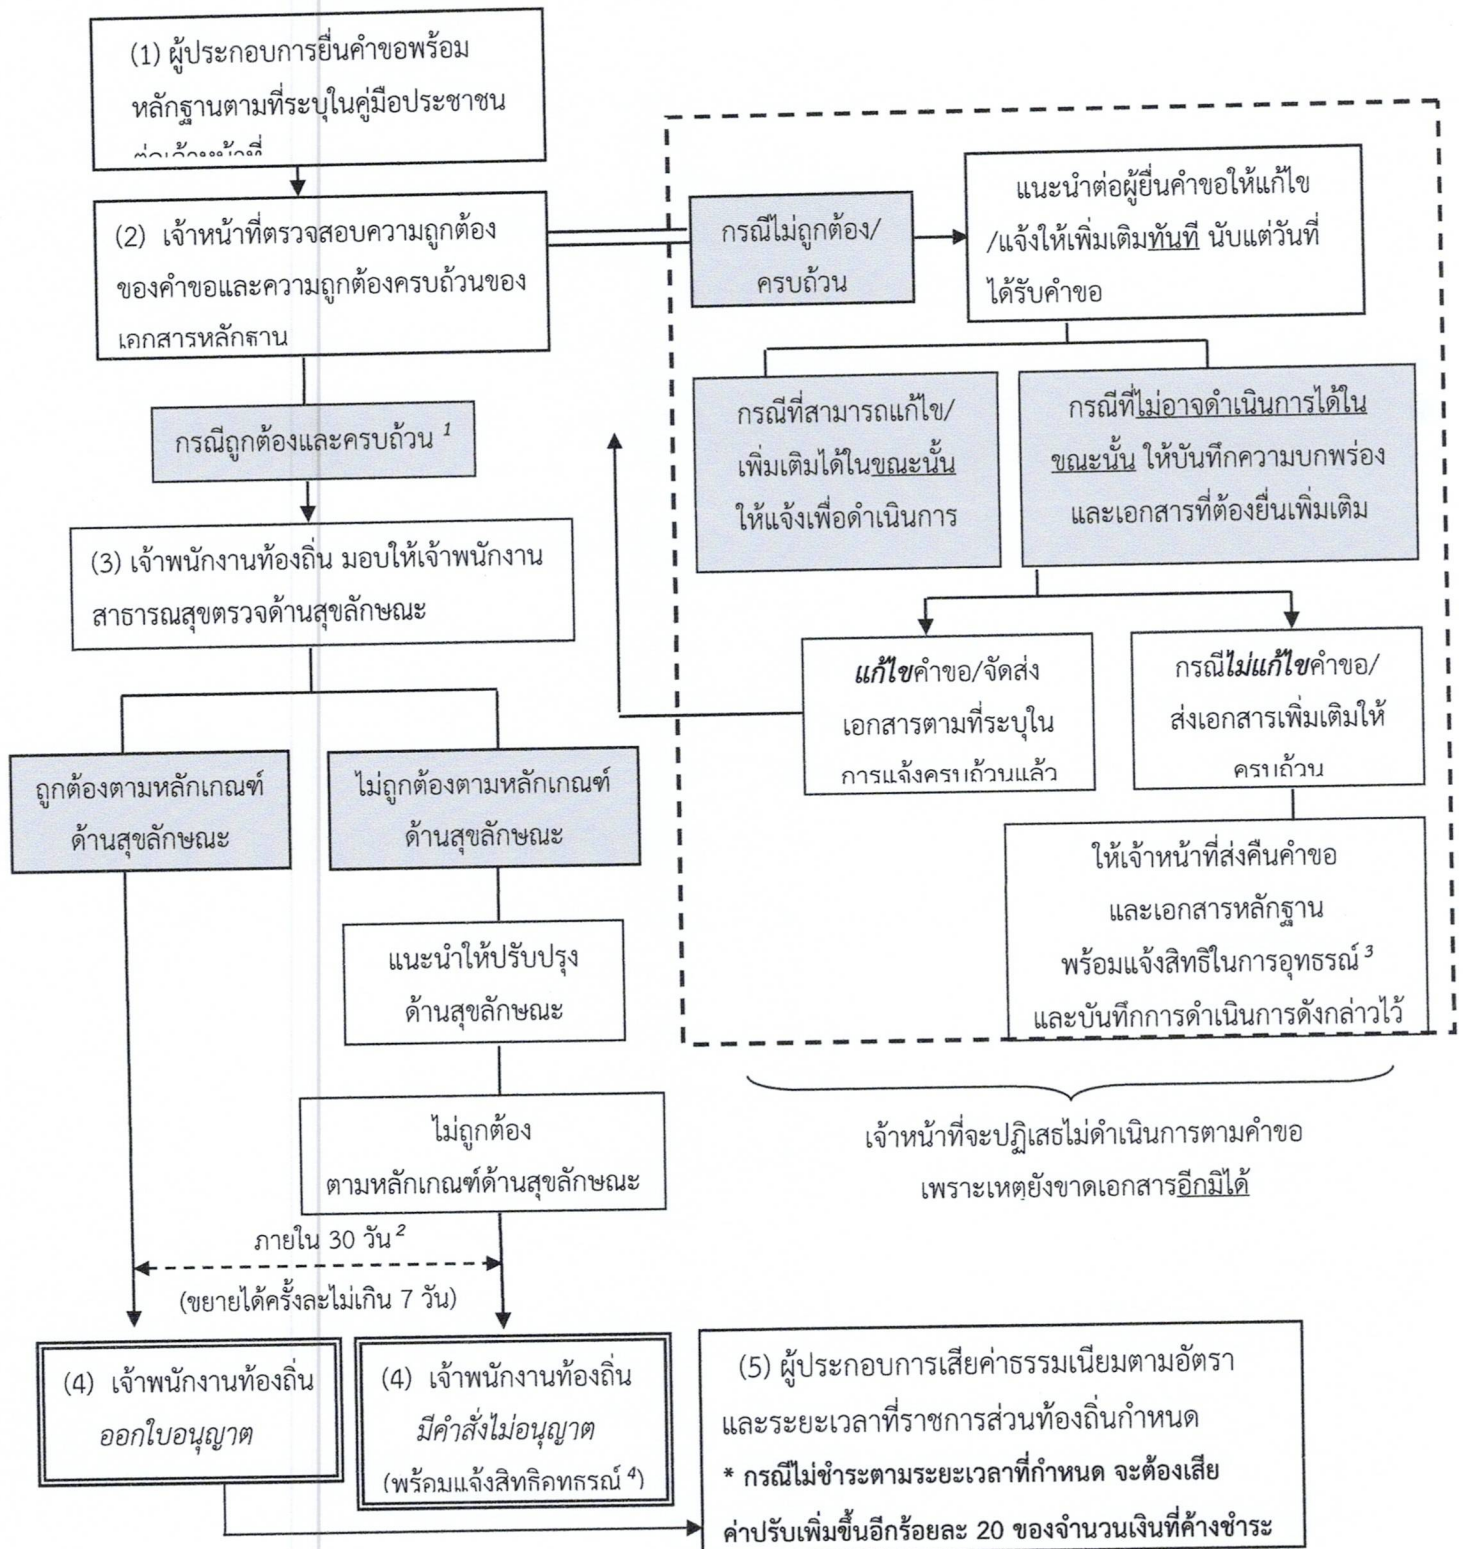 (1) ผู้ประกอบการยื่นคำขอพร้อม
หลักฐานตามที่ระบุในคู่มือประชาชน
ต่อเจ้าหน้าที่
(2) เจ้าหน้าที่ตรวจสอบความถูกต้อง
ของคำขอและความถูกต้องครบถ้วนของ
เอกสารหลักฐาน
กรณีถูกต้องและครบถ้วน 1
(3) เจ้าพนักงานท้องถิ่น มอบให้เจ้าพนักงาน
สาธารณสุขตรวจด้านสุขลักษณะ
ถูกต้องตามหลักเกณฑ์
ด้านสุขลักษณะ
ไม่ถูกต้องตามหลักเกณฑ์
ด้านสุขลักษณะ
แนะนำให้ปรับปรุง
ด้านสุขลักษณะ
ไม่ถูกต้อง
ตามหลักเกณฑ์ด้านสุขลักษณะ
ภายใน 30 วัน 2
(ขยายได้ครั้งละไม่เกิน 7 วัน)
(4) เจ้าพนักงานท้องถิ่น
ออกใบอนุญาต
(4) เจ้าพนักงานท้องถิ่น
มีคำสั่งไม่อนุญาต
(พร้อมแจ้งสิทธิอุทธรณ์ 4)
กรณีไม่ถูกต้อง/
ครบถ้วน
แนะนำต่อผู้ยื่นคำขอให้แก้ไข
/แจ้งให้เพิ่มเติมทันที นับแต่วันที่
ได้รับคำขอ
กรณีที่สามารถแก้ไข/
เพิ่มเติมได้ในขณะนั้น
ให้แจ้งเพื่อดำเนินการ
กรณีที่ไม่อาจดำเนินการได้ใน
ขณะนั้น ให้บันทึกความบกพร่อง
และเอกสารที่ต้องยื่นเพิ่มเติม
แก้ไขคำขอ/จัดส่ง
เอกสารตามที่ระบุใน
การแจ้งครบถ้วนแล้ว
กรณีไม่แก้ไขคำขอ/
ส่งเอกสารเพิ่มเติมให้
ครบถ้วน
ให้เจ้าหน้าที่ส่งคืนคำขอ
และเอกสารหลักฐาน
พร้อมแจ้งสิทธิในการอุทธรณ์ 3
และบันทึกการดำเนินการดังกล่าวไว้
เจ้าหน้าที่จะปฏิเสธไม่ดำเนินการตามคำขอ
เพราะเหตุยังขาดเอกสารอีกมิได้
(5) ผู้ประกอบการเสียค่าธรรมเนียมตามอัตรา
และระยะเวลาที่ราชการส่วนท้องถิ่นกำหนด
* กรณีไม่ชำระตามระยะเวลาที่กำหนด จะต้องเสีย
ค่าปรับเพิ่มขึ้นอีกร้อยละ 20 ของจำนวนเงินที่ค้างชำระ